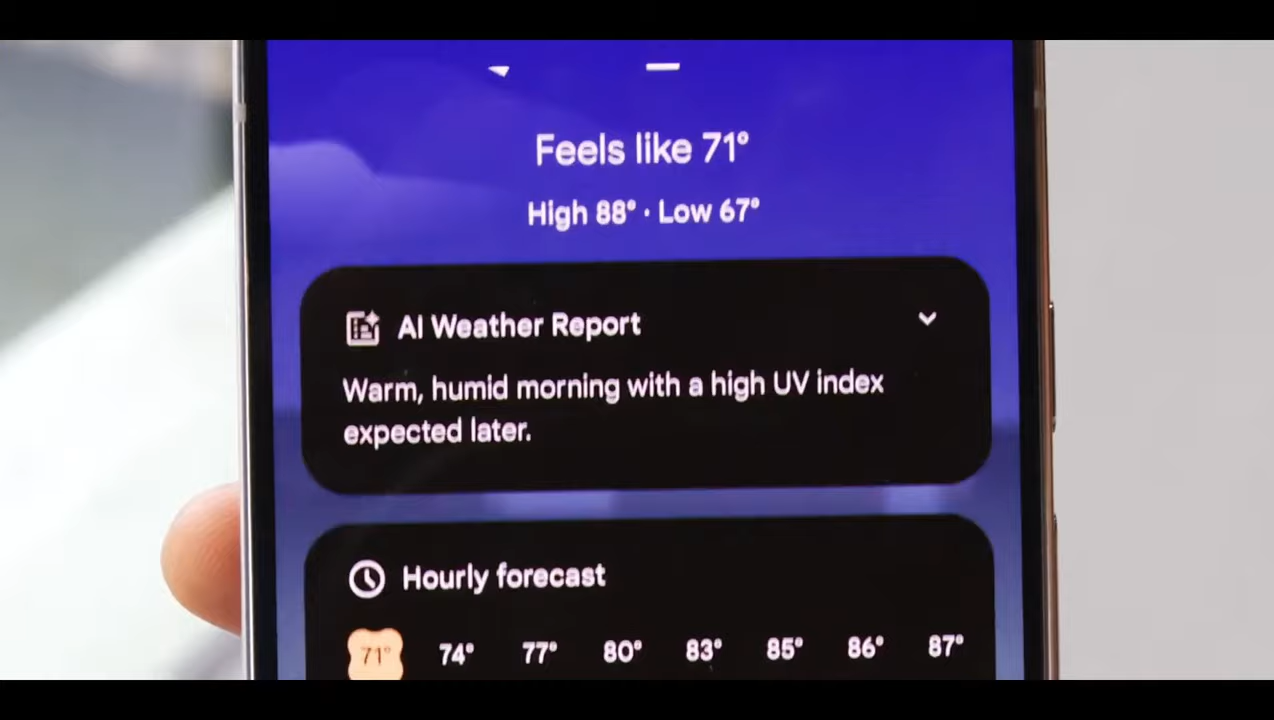 Feels like 71°
High 88° · Low 67°
AI Weather Report
Warm, humid morning with a high UV index
expected later.
Hourly forecast
71° 74° 77° 80° 83° 85° 86° 87°